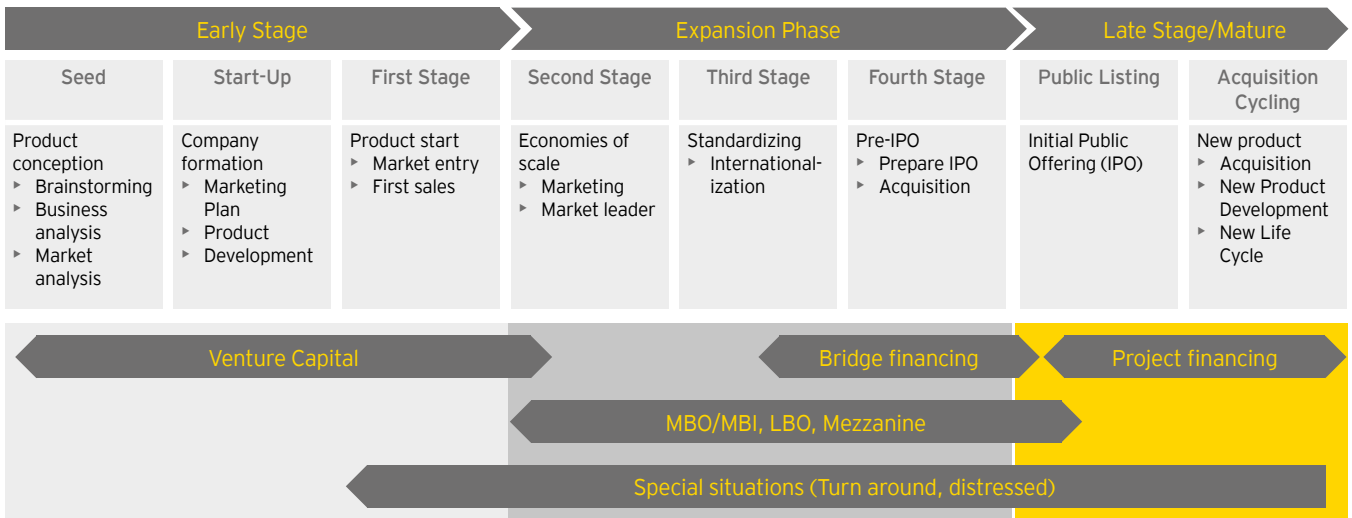 Early Stage
Expansion Phase
Late Stage/Mature
Seed
Start-Up
First Stage
Second Stage
Third Stage
Fourth Stage
Public Listing
Acquisition
Cycling
Product
conception
▸ Brainstorming
▸ Business
analysis
▸ Market
analysis
Company
formation
▸ Marketing
Plan
▸ Product
▸ Development
Product start
▸ Market entry
▸ First sales
Economies of
scale
▸ Marketing
▸ Market leader
Standardizing
▸ International-
ization
Pre-IPO
▸ Prepare IPO
▸ Acquisition
Initial Public
Offering (IPO)
New product
▸ Acquisition
▸ New Product
Development
▸ New Life
Cycle
Venture Capital
Bridge financing
Project financing
MBO/MBI, LBO, Mezzanine
Special situations (Turn around, distressed)